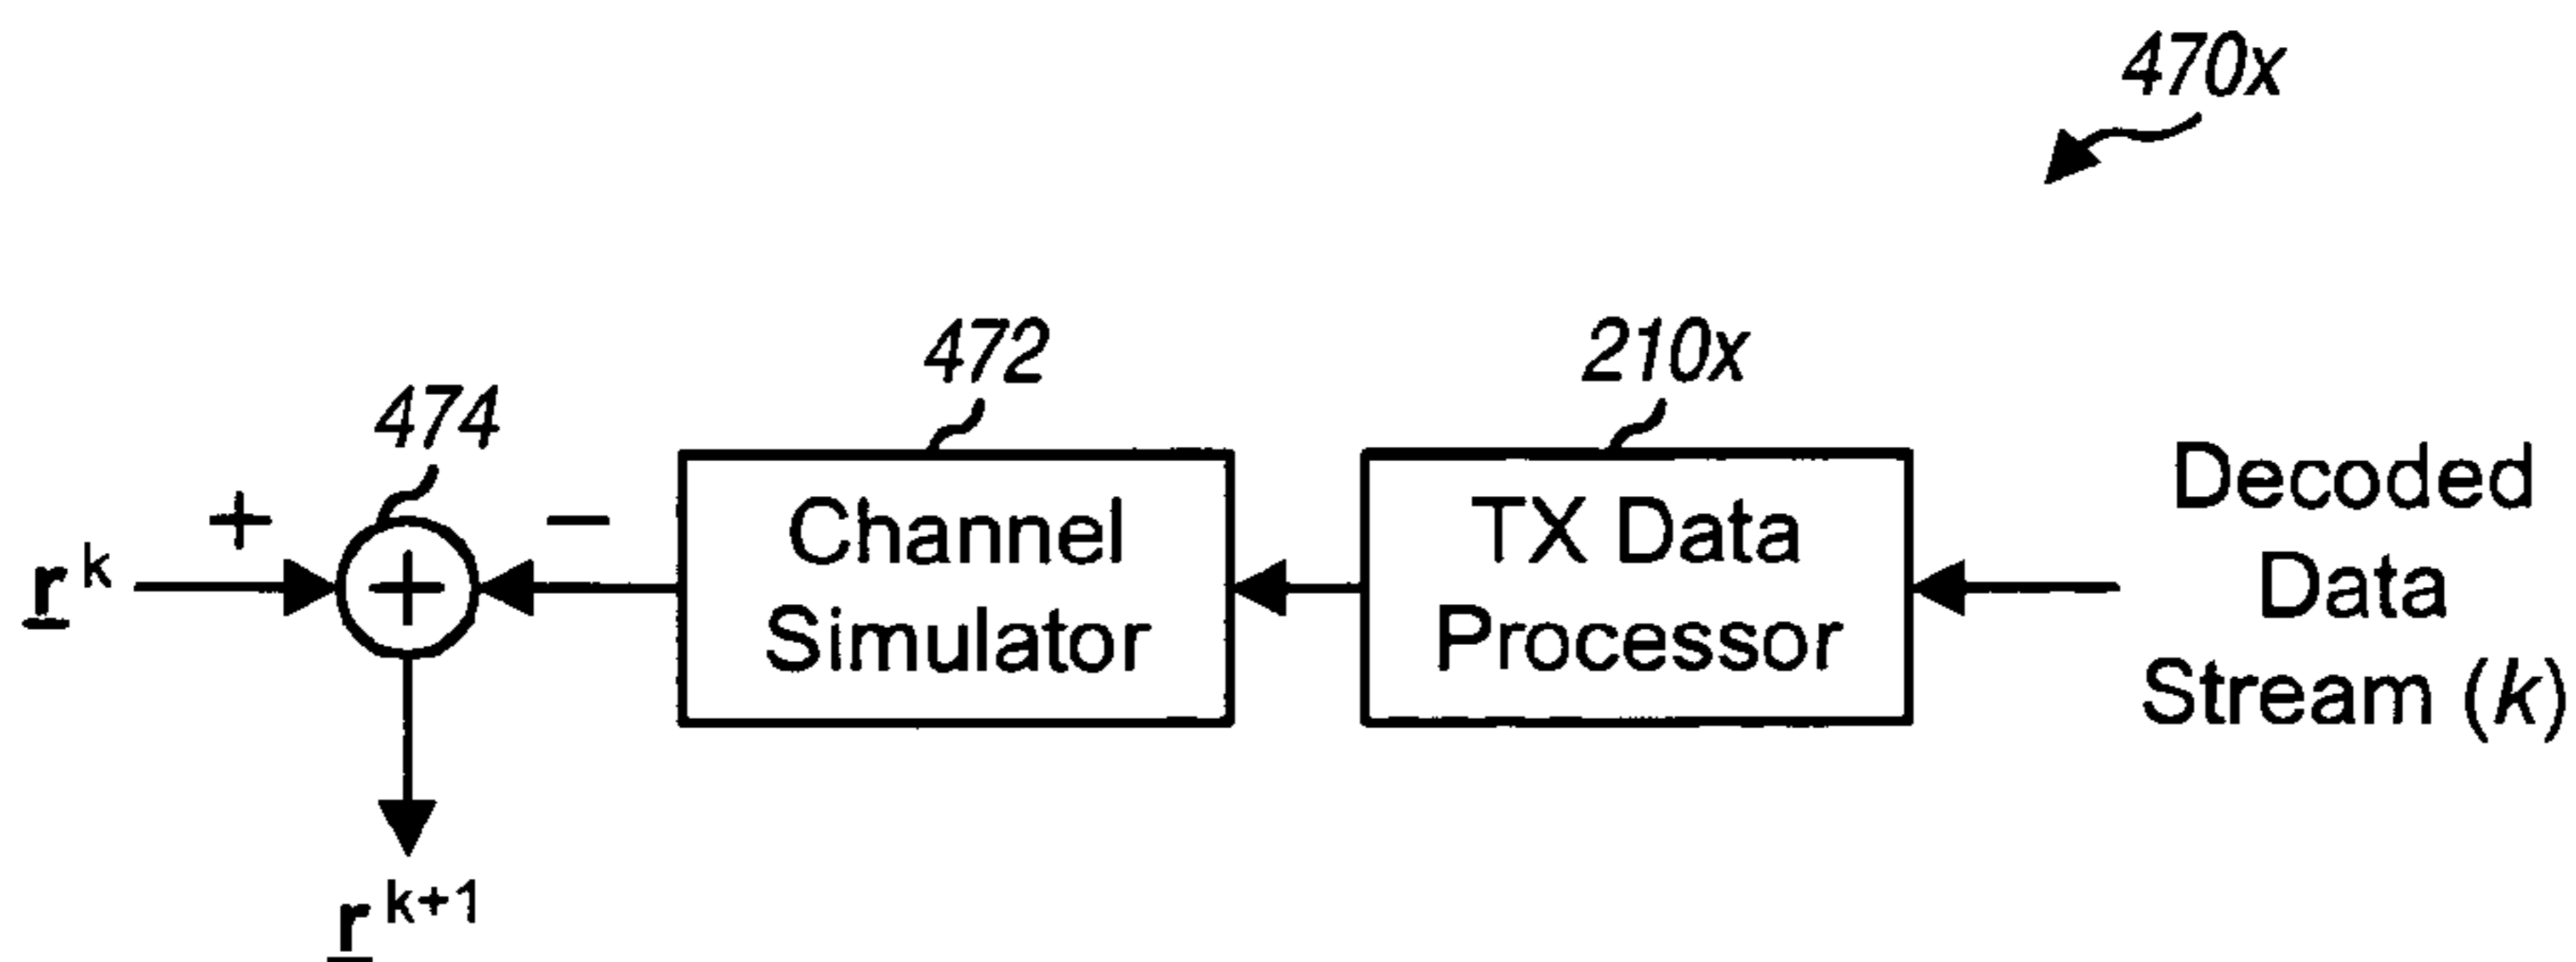 470x
472
210x
474
+
−
r k
+
Channel
Simulator
TX Data
Processor
Decoded
Data
Stream (k)
r k+1